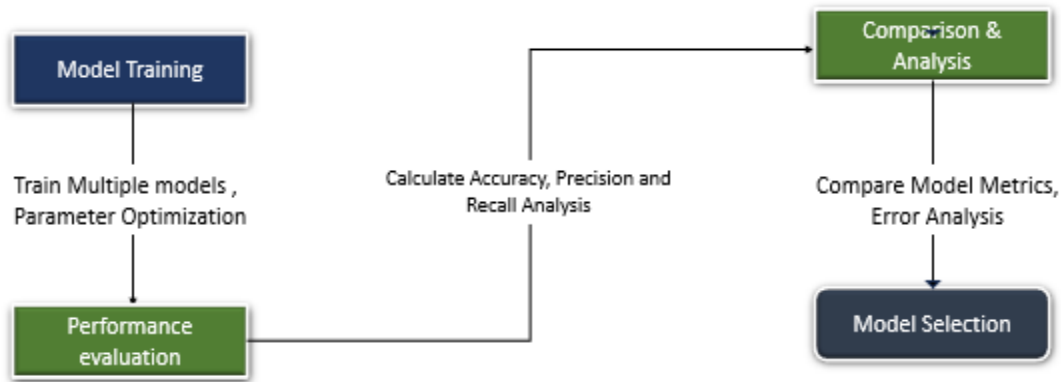 Model Training
Train Multiple models ,
Parameter Optimization
Performance
evaluation
Calculate Accuracy, Precision and
Recall Analysis
Comparison &
Analysis
Compare Model Metrics,
Error Analysis
Model Selection